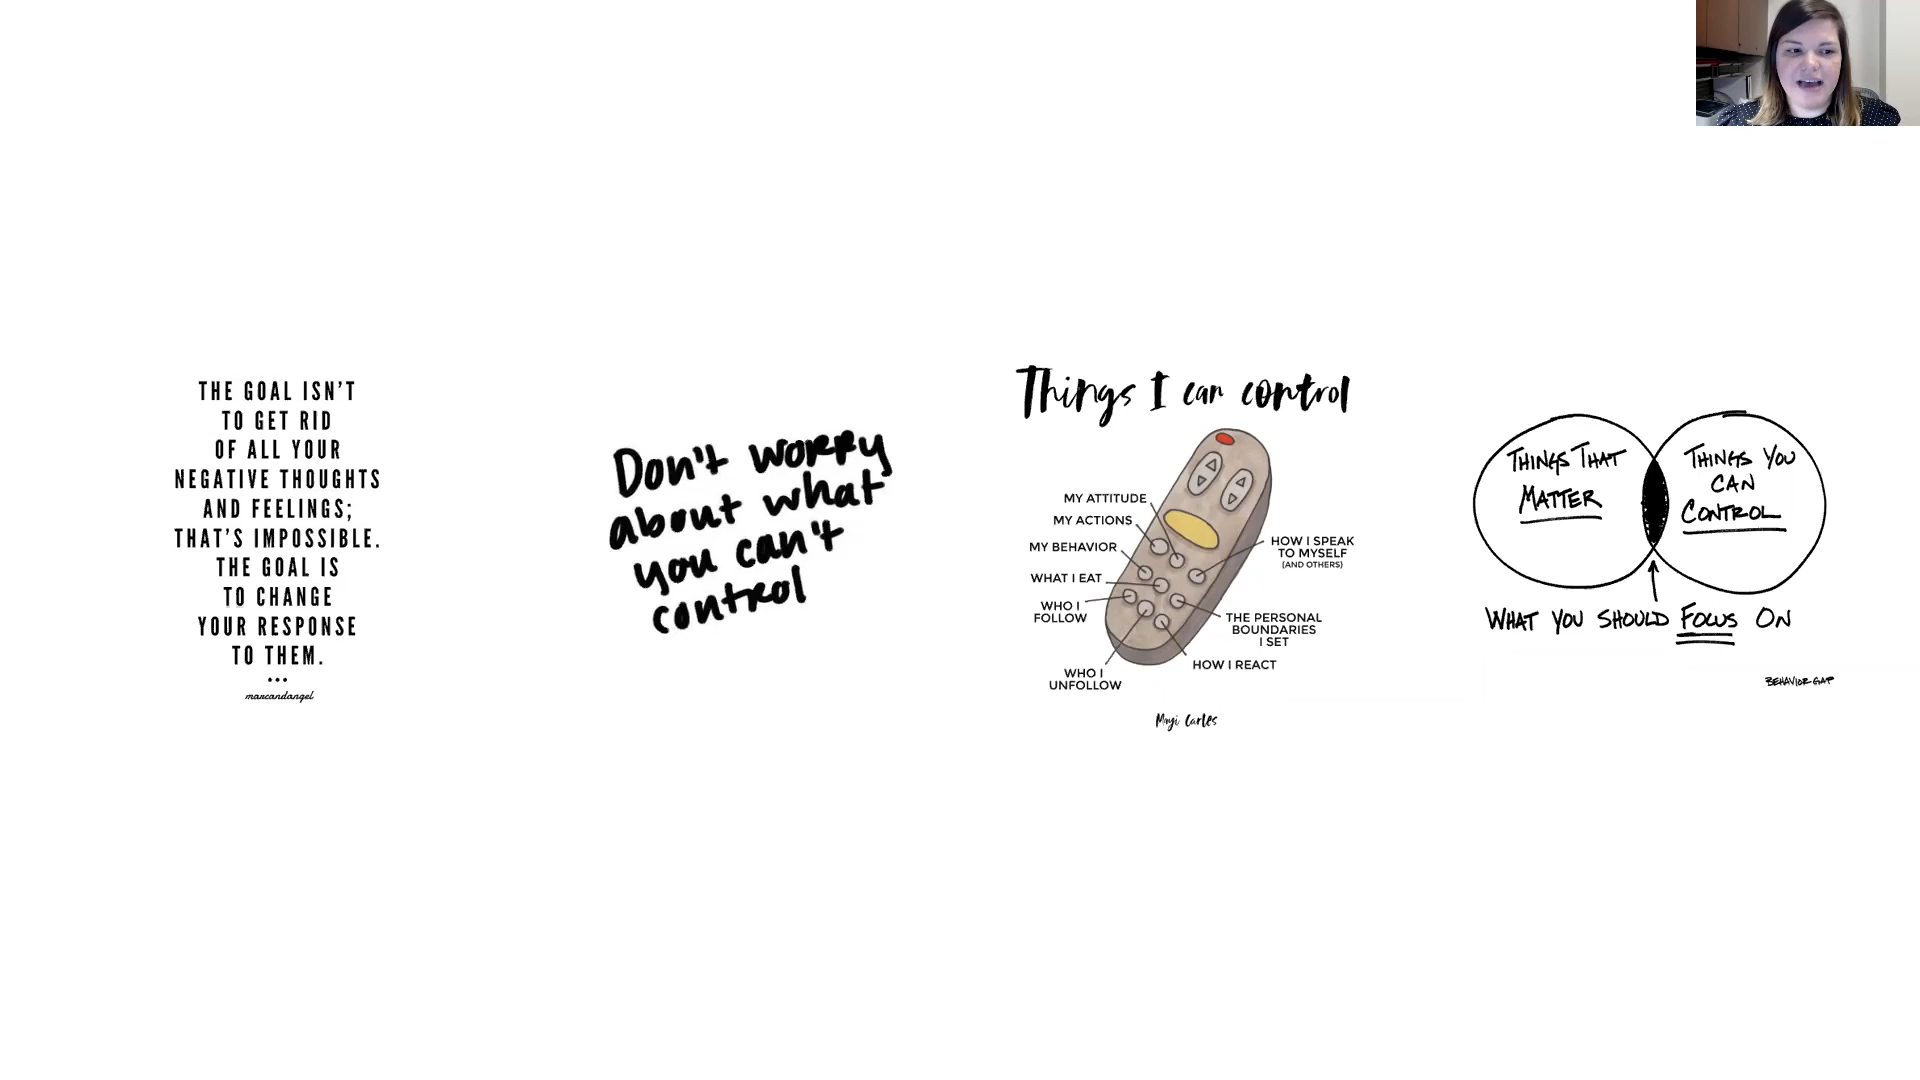 THE GOAL ISN'T
TO GET RID
OF ALL YOUR
NEGATIVE THOUGHTS
AND FEELINGS;
THAT'S IMPOSSIBLE.
THE GOAL IS
TO CHANGE
YOUR RESPONSE
TO THEM.
marcandangel
Don't worry
about what
you can't
control
Things I can control
MY ATTITUDE
MY ACTIONS
MY BEHAVIOR
WHAT I EAT
WHO I
FOLLOW
WHO I
UNFOLLOW
HOW I SPEAK
TO MYSELF
(AND OTHERS)
THE PERSONAL
BOUNDARIES
I SET
HOW I REACT
Mayi Carles
THINGS THAT
MATTER
THINGS YOU
CAN
CONTROL
WHAT YOU SHOULD FOCUS ON
BEHAVIOR GAP